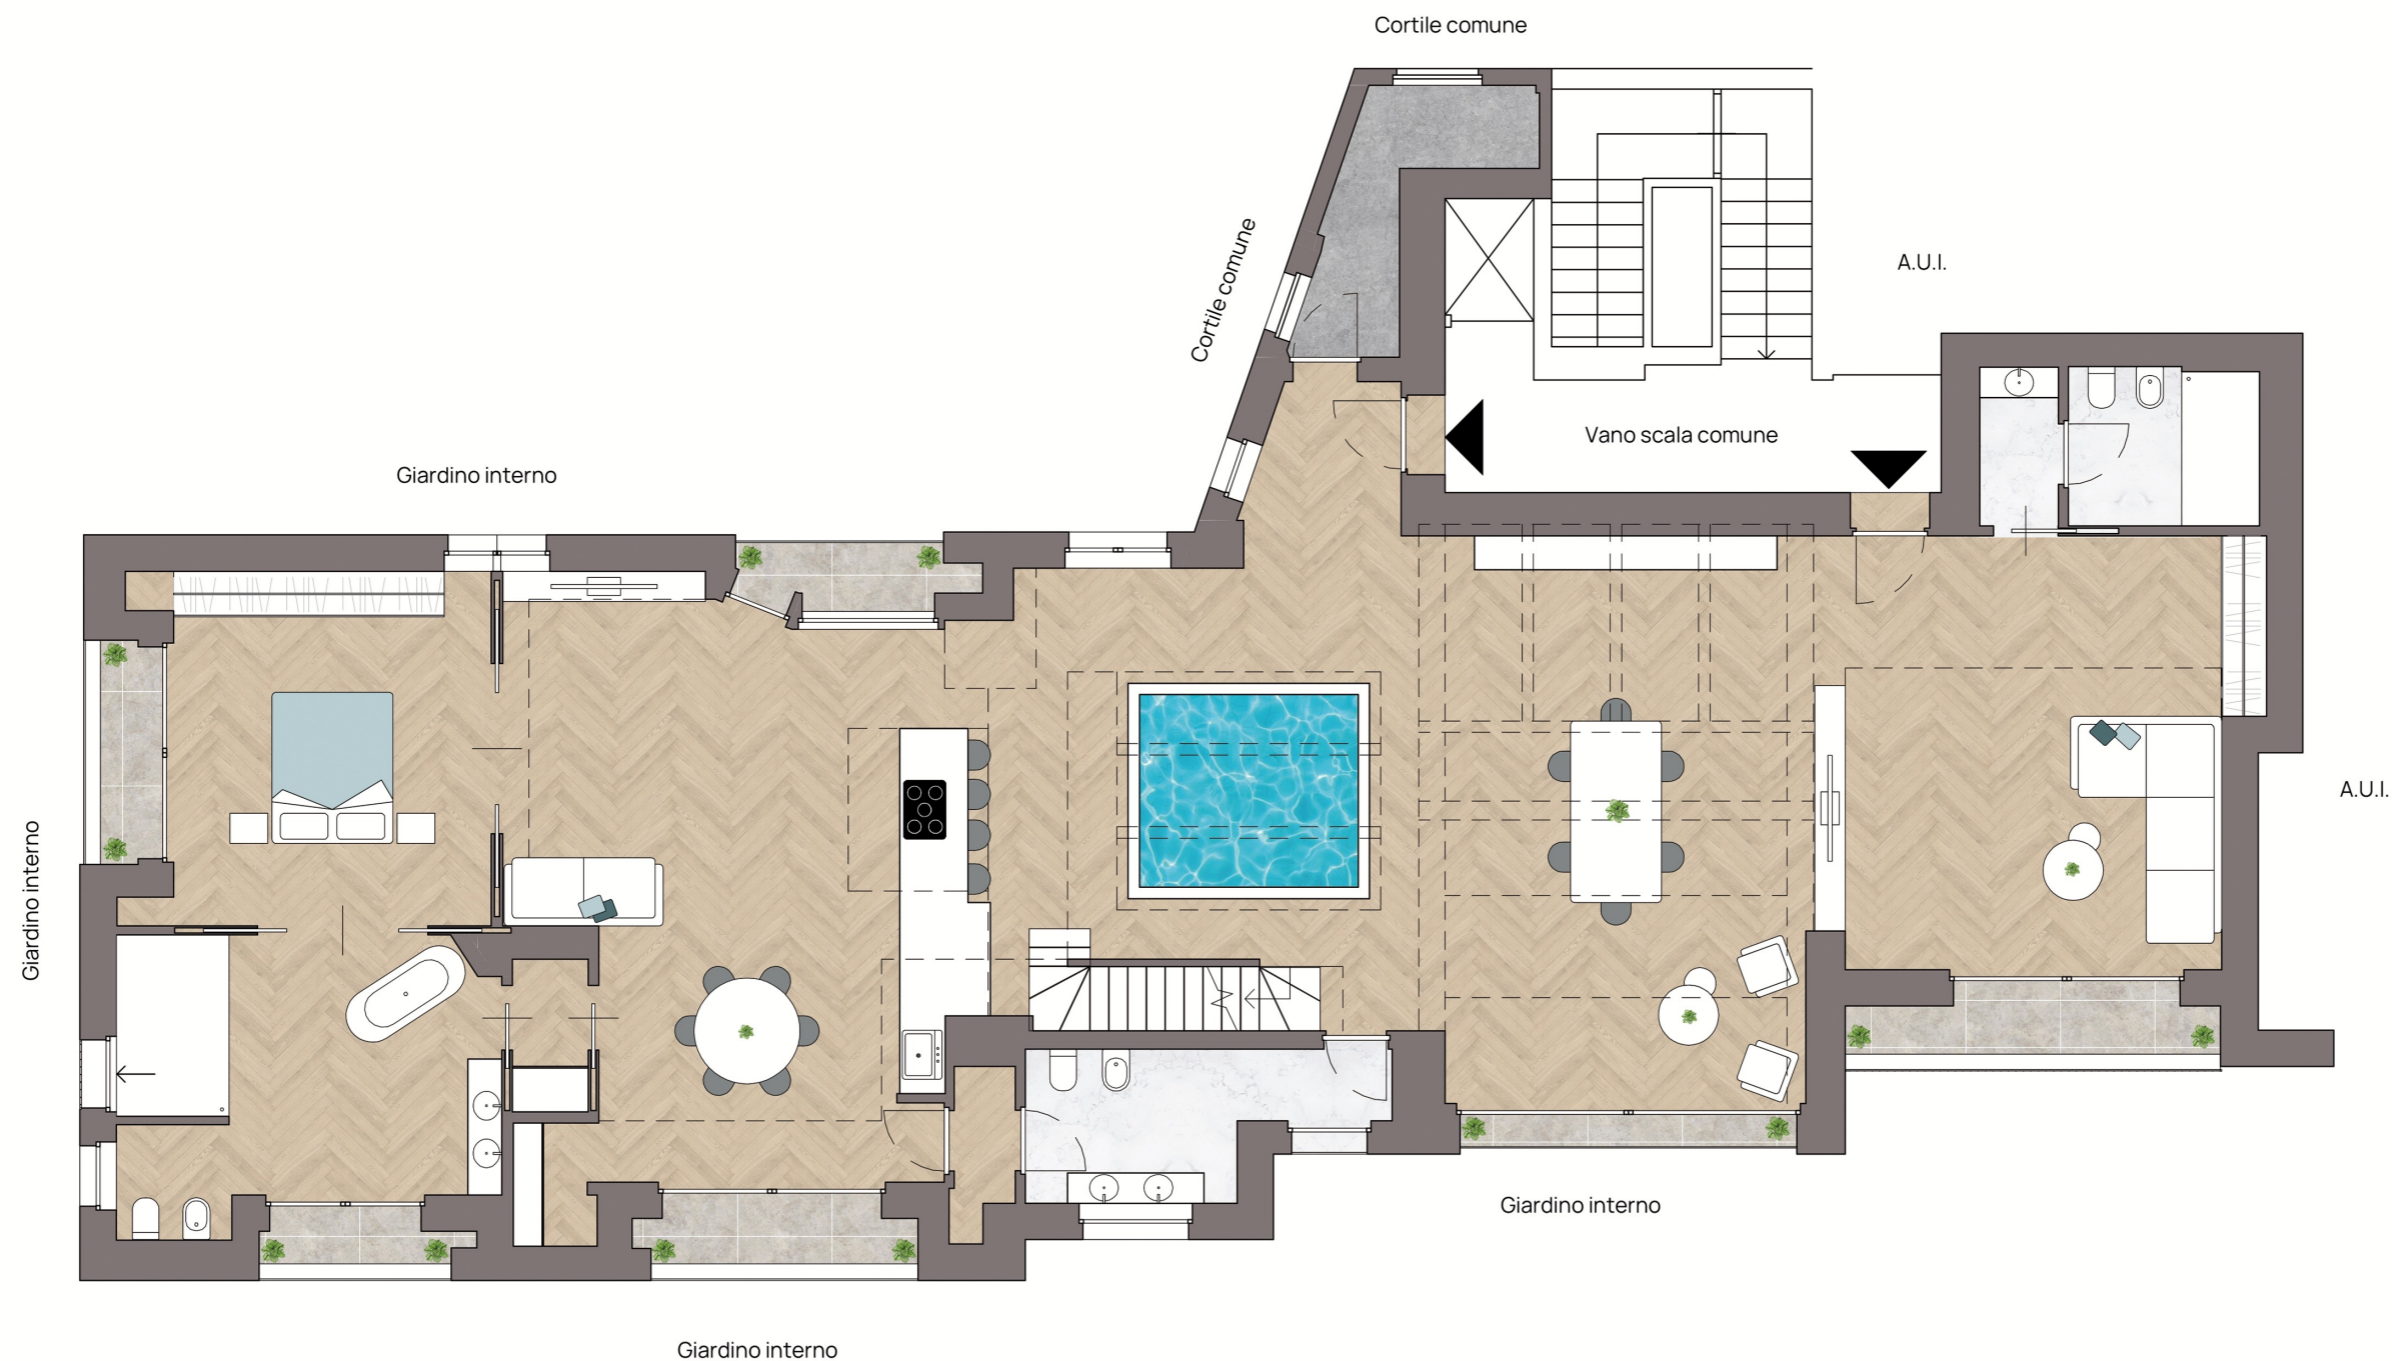 Cortile comune
Cortile comune
A.U.I.
Vano scala comune
Giardino interno
A.U.I.
Giardino interno
Giardino interno
Giardino interno